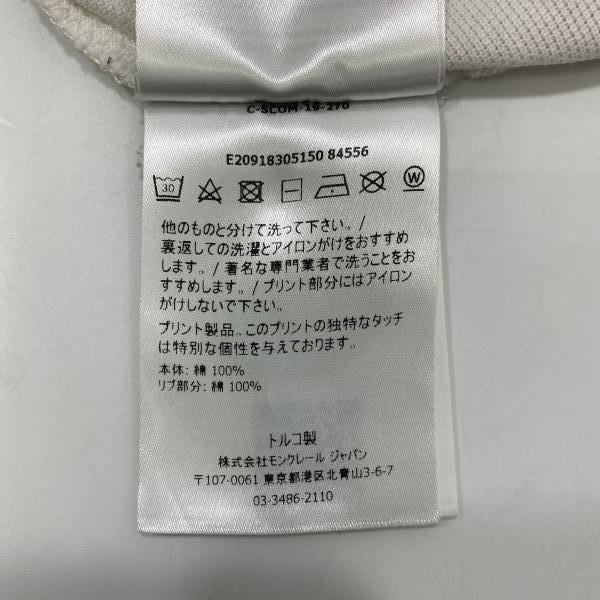 C-SCOM-19-270
E20918305150 84556
30
W
他のものと分けて洗って下さい。/
裏返しての洗濯とアイロンがけをおすすめ
します。/ 著名な専門業者で洗うことをお
すすめします。/ プリント部分にはアイロン
がけしないで下さい。
プリント製品。このプリントの独特なタッチ
は特別な個性を与えております。
本体: 綿 100%
リブ部分: 綿 100%
トルコ製
株式会社モンクレール ジャパン
〒107-0061 東京都港区北青山3-6-7
03-3486-2110